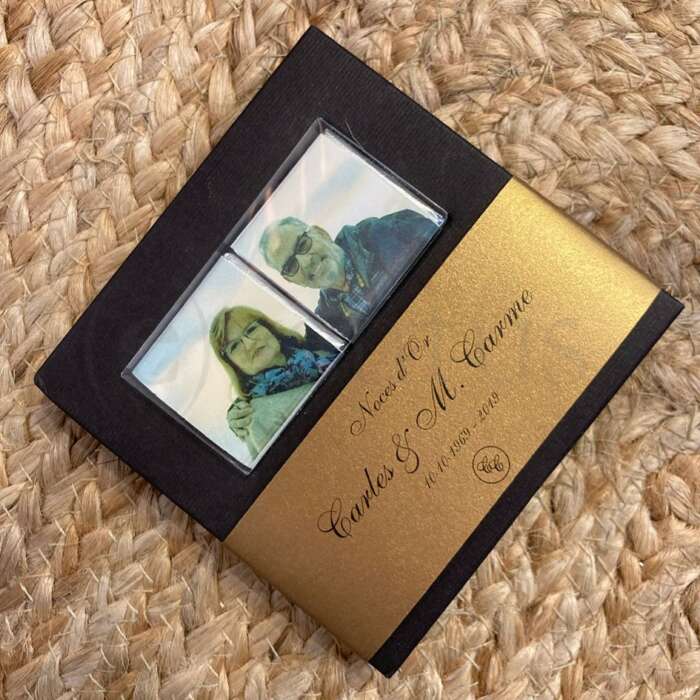 Noces d'Or
Carles & M. Carme
10.10.1969 - 2019
CC